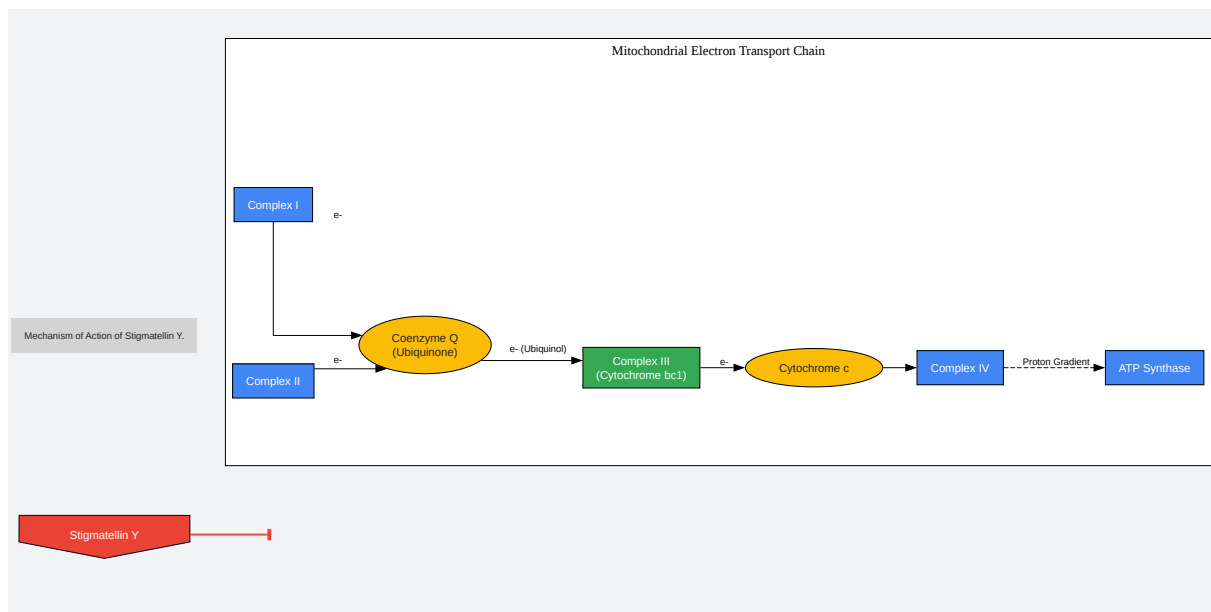 Mitochondrial Electron Transport Chain
Complex I
e-
Mechanism of Action of Stigmatellin Y.
Coenzyme Q
(Ubiquinone)
e-
Complex II
e- (Ubiquinol)
Complex III
(Cytochrome bc1)
e-
Cytochrome c
Complex IV
Proton Gradient
ATP Synthase
Stigmatellin Y